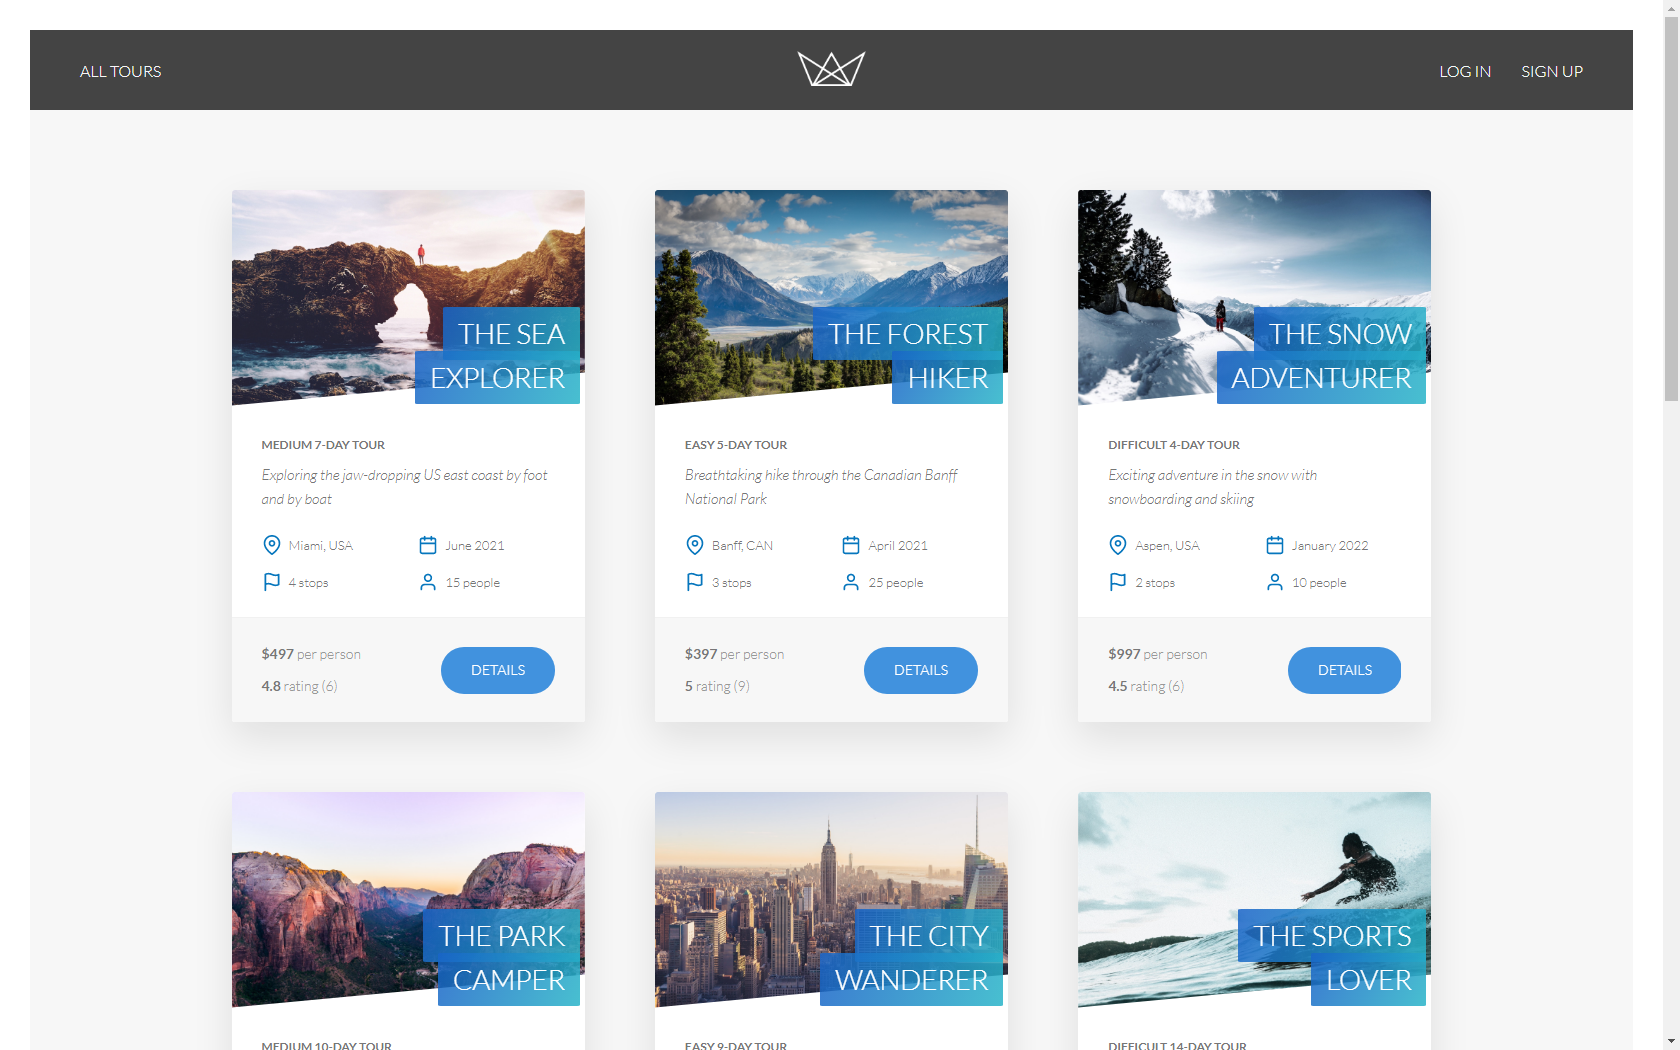 ALL TOURS
LOG IN
SIGN UP
THE SEA
EXPLORER
MEDIUM 7-DAY TOUR
Exploring the jaw-dropping US east coast by foot
and by boat
Miami, USA
June 2021
4 stops
15 people
$497 per person
4.8 rating (6)
DETAILS
THE FOREST
HIKER
EASY 5-DAY TOUR
Breathtaking hike through the Canadian Banff
National Park
Banff, CAN
April 2021
3 stops
25 people
$397 per person
5 rating (9)
DETAILS
THE SNOW
ADVENTURER
DIFFICULT 4-DAY TOUR
Exciting adventure in the snow with
snowboarding and skiing
Aspen, USA
January 2022
2 stops
10 people
$997 per person
4.5 rating (6)
DETAILS
THE PARK
CAMPER
MEDIUM 10-DAY TOUR
THE CITY
WANDERER
EASY 9-DAY TOUR
THE SPORTS
LOVER
DIFFICULT 14-DAY TOUR